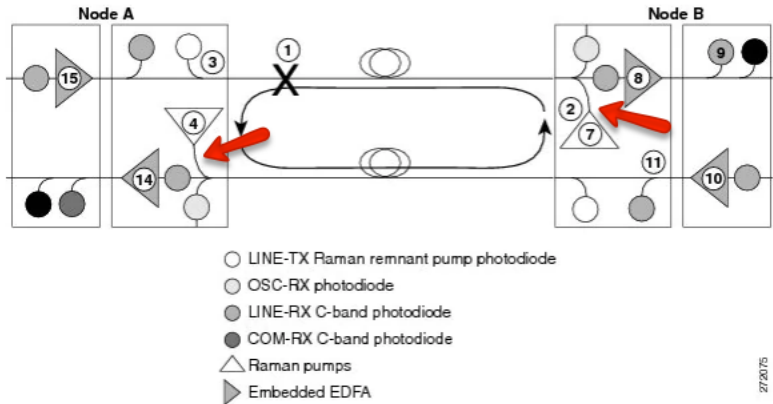 Node A
Node B
1
3
15
9
8
4
2
7
11
14
10
LINE-TX Raman remnant pump photodiode
OSC-RX photodiode
LINE-RX C-band photodiode
COM-RX C-band photodiode
Raman pumps
Embedded EDFA
272075